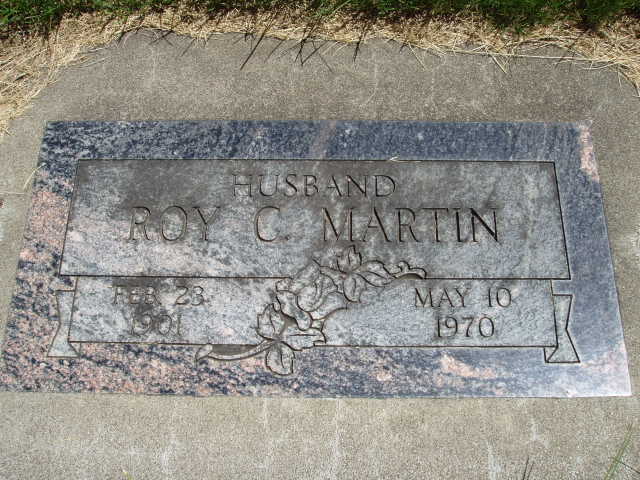 HUSBAND
ROY C. MARTIN
FEB 23 MAY 10
1901 1970